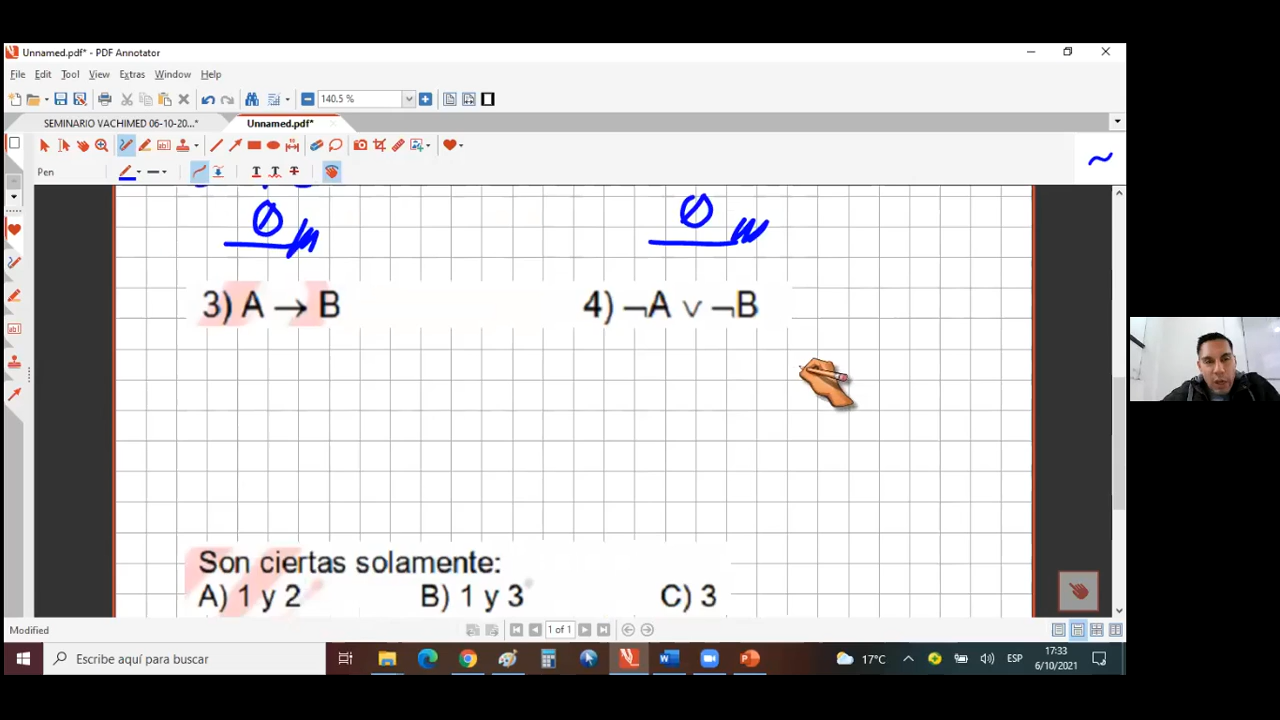 Unnamed.pdf* - PDF Annotator
File Edit Tool View Extras Window Help
140.5 %
SEMINARIO VACHIMED 06-10-20...* Unnamed.pdf*
Pen
3) A → B 4) ¬A ∨ ¬B
Son ciertas solamente:
A) 1 y 2 B) 1 y 3 C) 3
1 of 1
Modified
Escribe aquí para buscar
17°C
ESP
17:33
6/10/2021